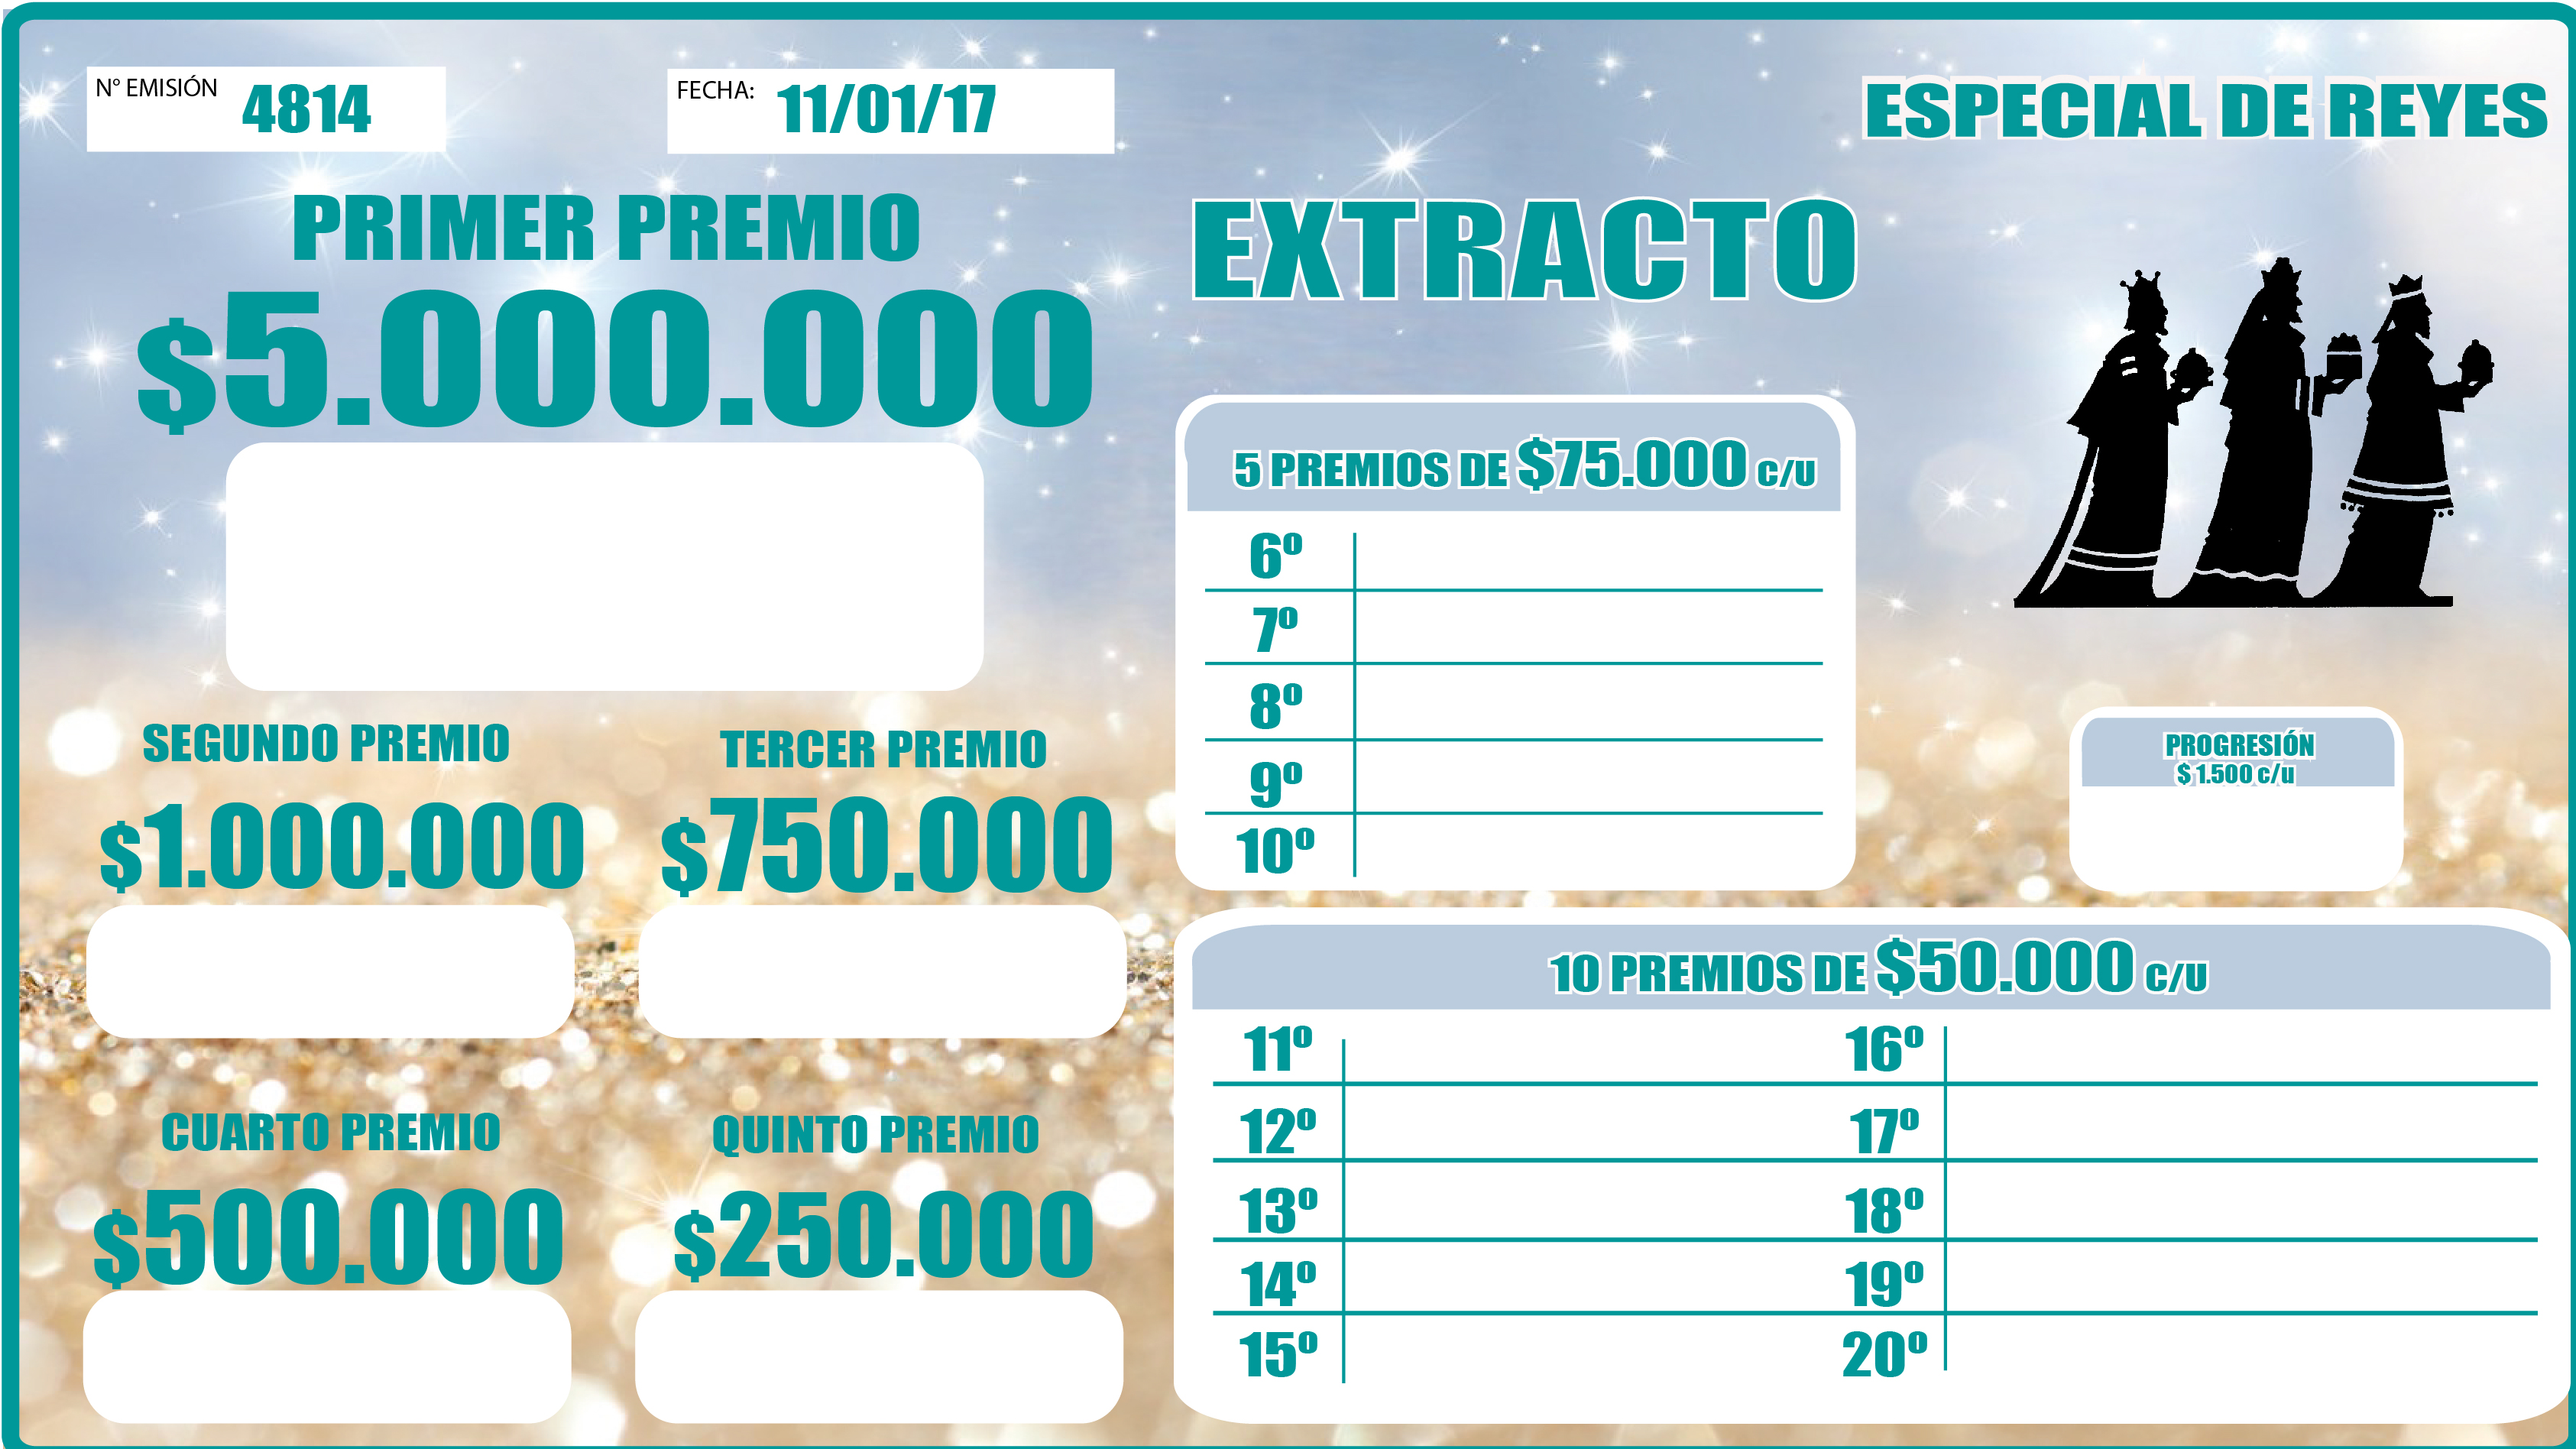 Nº EMISIÓN 4814
FECHA: 11/01/17
ESPECIAL DE REYES
PRIMER PREMIO
$5.000.000
EXTRACTO
SEGUNDO PREMIO
$1.000.000
TERCER PREMIO
$750.000
CUARTO PREMIO
$500.000
QUINTO PREMIO
$250.000
5 PREMIOS DE $75.000 C/U
6º
7º
8º
9º
10º
PROGRESIÓN
$ 1.500 c/u
10 PREMIOS DE $50.000 C/U
11º
12º
13º
14º
15º
16º
17º
18º
19º
20º